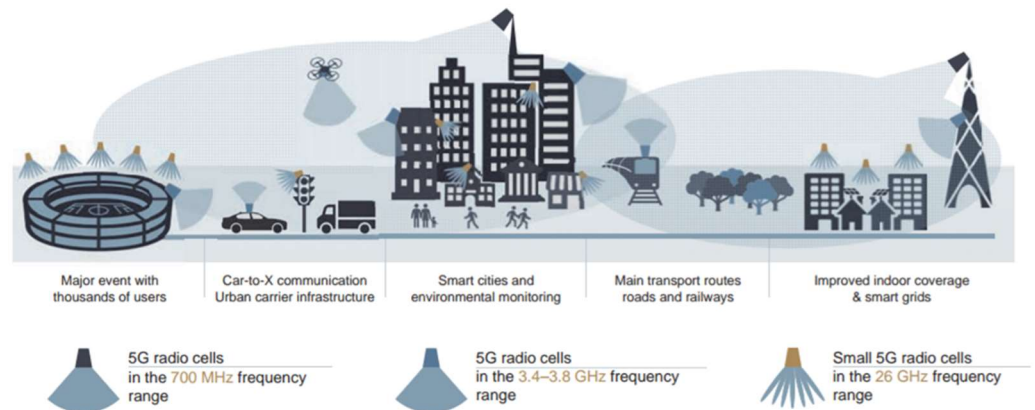 Major event with
thousands of users
Car-to-X communication
Urban carrier infrastructure
Smart cities and
environmental monitoring
Main transport routes
roads and railways
Improved indoor coverage
& smart grids
5G radio cells
in the 700 MHz frequency
range
5G radio cells
in the 3.4–3.8 GHz frequency
range
Small 5G radio cells
in the 26 GHz frequency
range